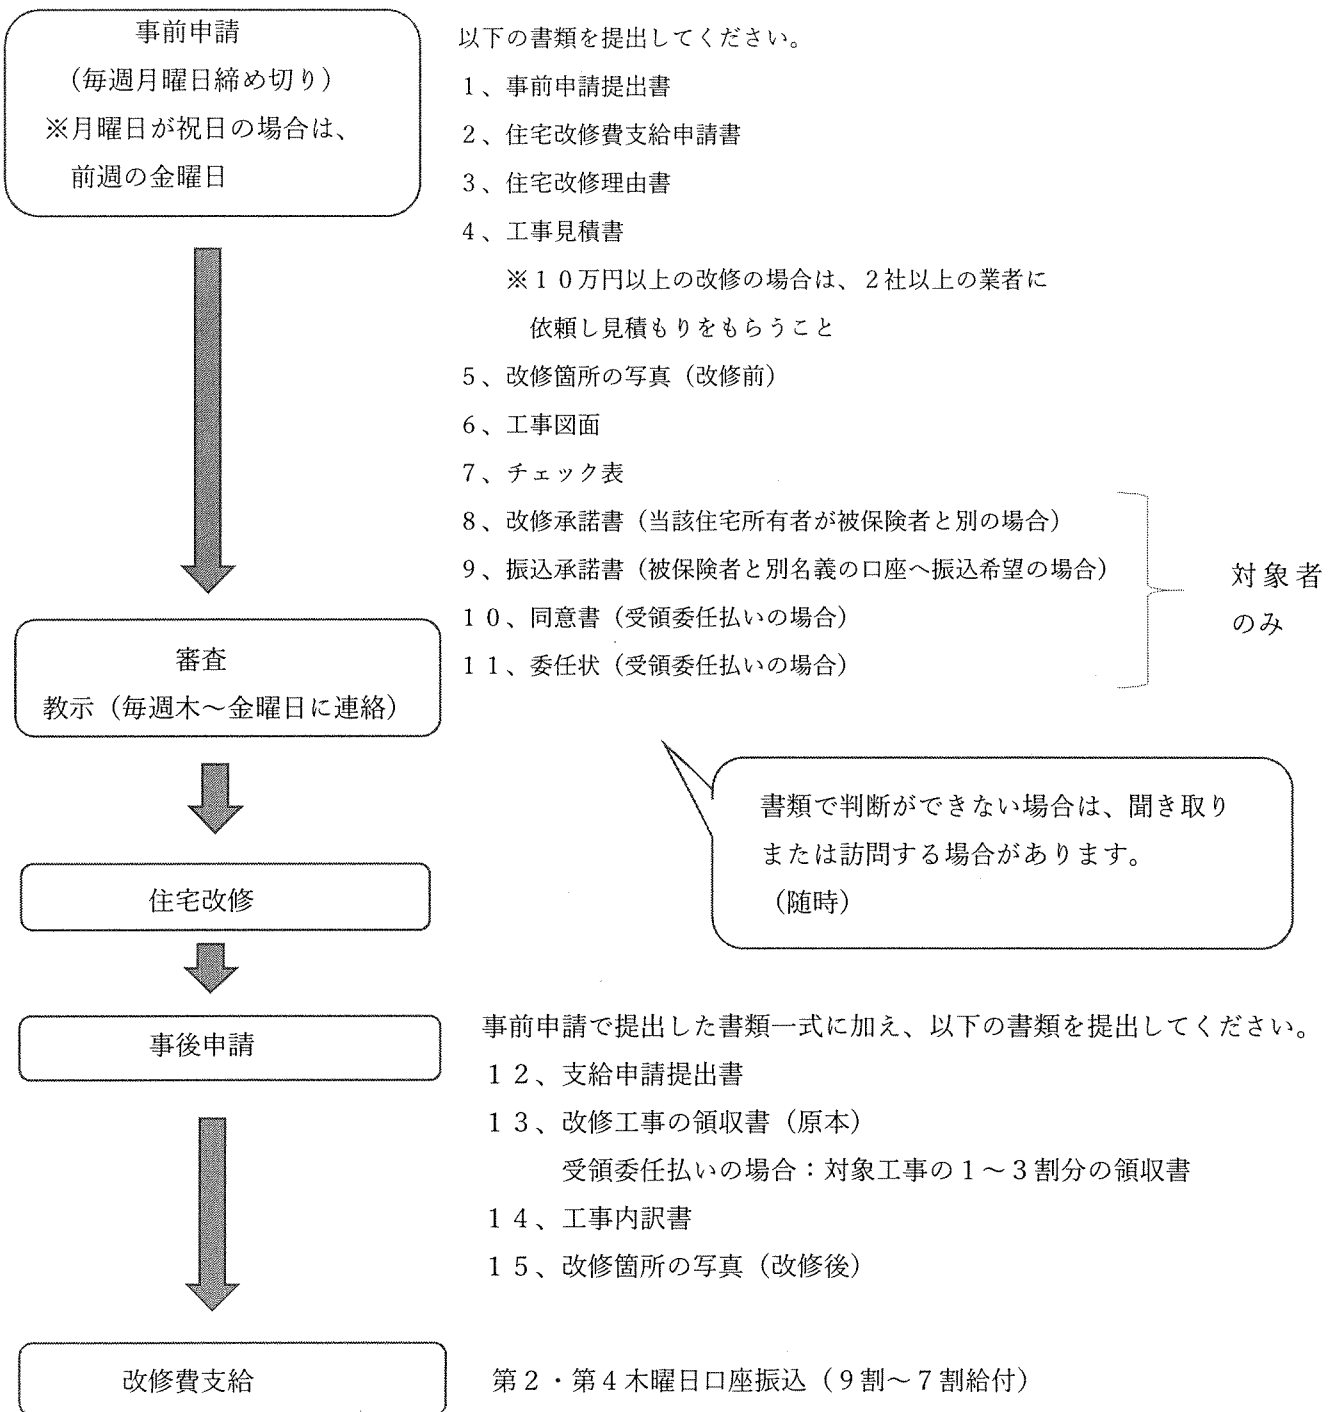 事前申請
（毎週月曜日締め切り）
※月曜日が祝日の場合は、
前週の金曜日
以下の書類を提出してください。
１、事前申請提出書
２、住宅改修費支給申請書
３、住宅改修理由書
４、工事見積書
※１０万円以上の改修の場合は、２社以上の業者に
依頼し見積もりをもらうこと
５、改修箇所の写真（改修前）
６、工事図面
７、チェック表
８、改修承諾書（当該住宅所有者が被保険者と別の場合）
９、振込承諾書（被保険者と別名義の口座へ振込希望の場合）
１０、同意書（受領委任払いの場合）
１１、委任状（受領委任払いの場合）
対象者
のみ
審査
教示（毎週木～金曜日に連絡）
書類で判断ができない場合は、聞き取り
または訪問する場合があります。
（随時）
住宅改修
事後申請
事前申請で提出した書類一式に加え、以下の書類を提出してください。
１２、支給申請提出書
１３、改修工事の領収書（原本）
受領委任払いの場合：対象工事の１～３割分の領収書
１４、工事内訳書
１５、改修箇所の写真（改修後）
改修費支給
第２・第４木曜日口座振込（９割～７割給付）